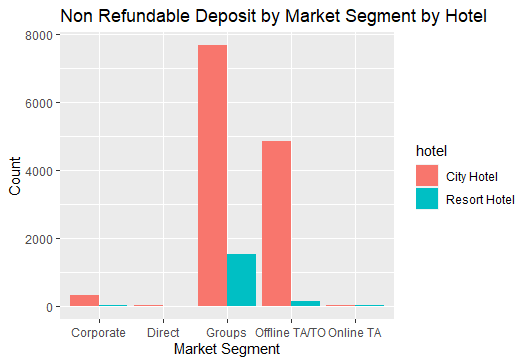 Non Refundable Deposit by Market Segment by Hotel
8000
6000
4000
2000
0
Count
Corporate Direct Groups Offline TA/TO Online TA
Market Segment
hotel
City Hotel
Resort Hotel